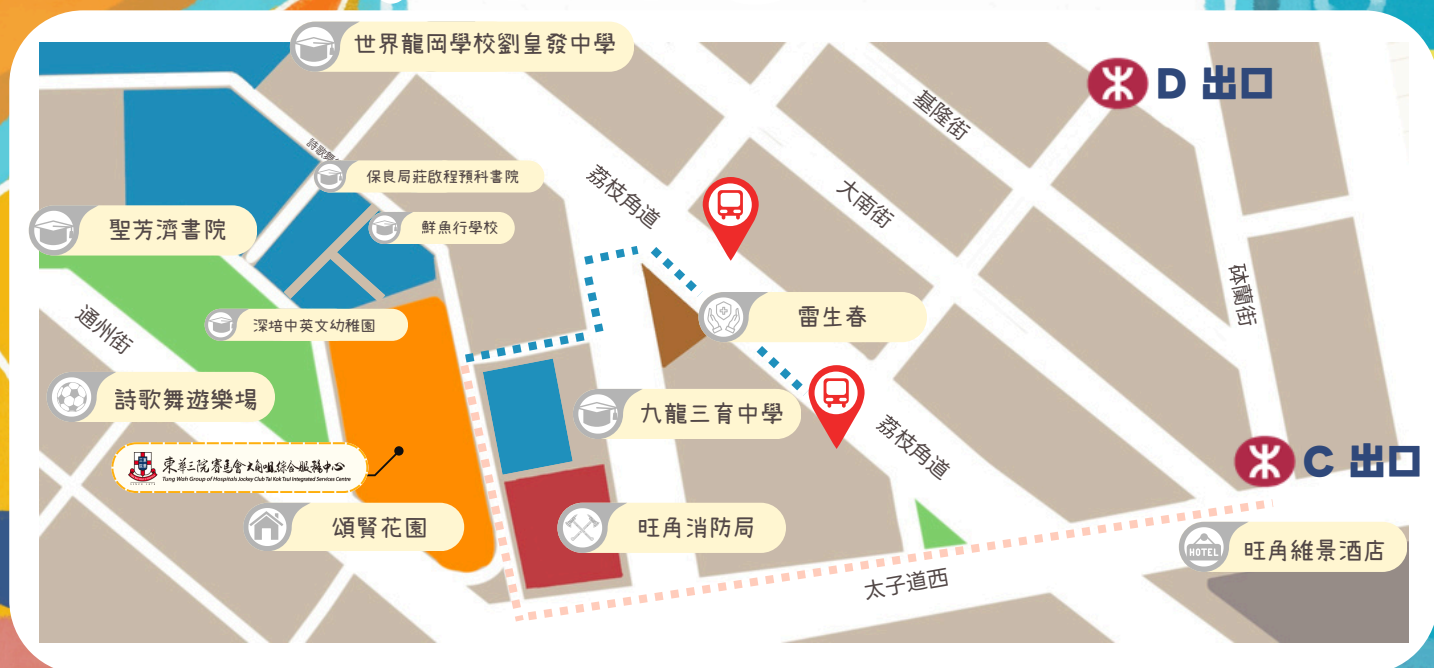 世界龍岡學校劉皇發中學
D 出口
基隆街
詩歌舞
保良局莊啟程預科書院
荔枝角道
大南街
聖芳濟書院
鮮魚行學校
砵蘭街
通州街
深培中英文幼稚園
雷生春
詩歌舞遊樂場
九龍三育中學
荔枝角道
東華三院賽馬會大角咀綜合服務中心
Tung Wah Group of Hospitals Jockey Club Tai Kok Tsui Integrated Services Centre
C 出口
頌賢花園
旺角消防局
HOTEL
旺角維景酒店
太子道西